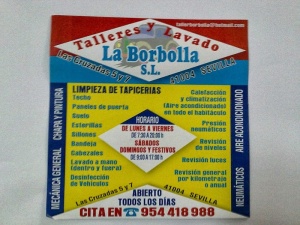 tallerborbolla@hotmail.com
Talleres y Lavado
La Borbolla
S.L.
Las Cruzadas 5 y 7
41004 SEVILLA
LIMPIEZA DE TAPICERIAS
Techo
Paneles de puerta
Suelo
Esterillas
Sillones
Bandeja
Cabezales
Lavado a mano
(dentro y fuera)
Desinfección
de Vehículos
HORARIO
DE LUNES A VIERNES
DE 7:30 A 20:00 h
SÁBADOS
DOMINGOS Y FESTIVOS
DE 9:00 A 17:00 h
Calefacción
y climatización
(Aire acondicionado)
en todo el habitáculo
Presión
neumáticos
Revisión
niveles
Revisión luces
Revisión general
por kilometraje
o anual
MECÁNICA GENERAL
CHAPA Y PINTURA
AIRE ACONDICIONADO
NEUMÁTICOS
Las Cruzadas 5 y 7
41004 SEVILLA
ABIERTO
TODOS LOS DÍAS
CITA EN ☎ 954 418 988